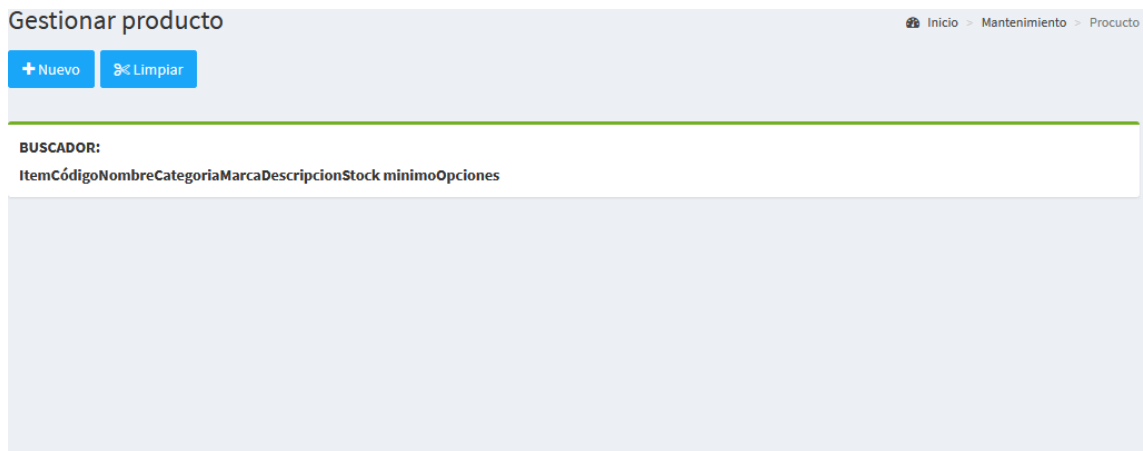 Gestionar producto
Inicio > Mantenimiento > Procucto
Nuevo Limpiar
BUSCADOR:
ItemCódigoNombreCategoriaMarcaDescripcionStock minimoOpciones